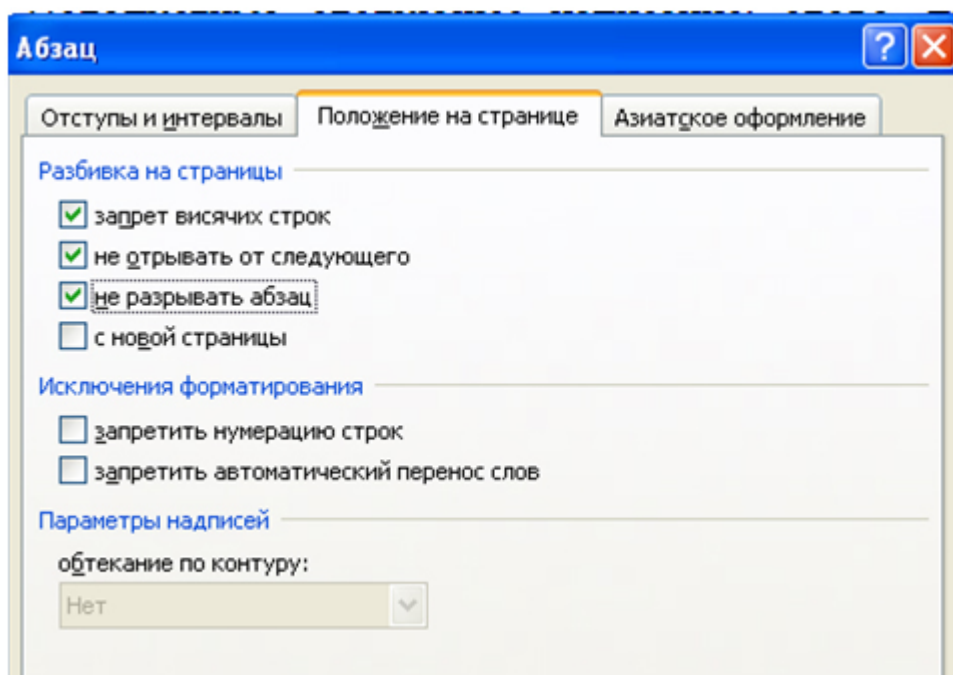 Абзац
Отступы и интервалы Положение на странице Азиатское оформление
Разбивка на страницы
запрет висячих строк
не отрывать от следующего
не разрывать абзац
с новой страницы
Исключения форматирования
запретить нумерацию строк
запретить автоматический перенос слов
Параметры надписей
обтекание по контуру:
Нет